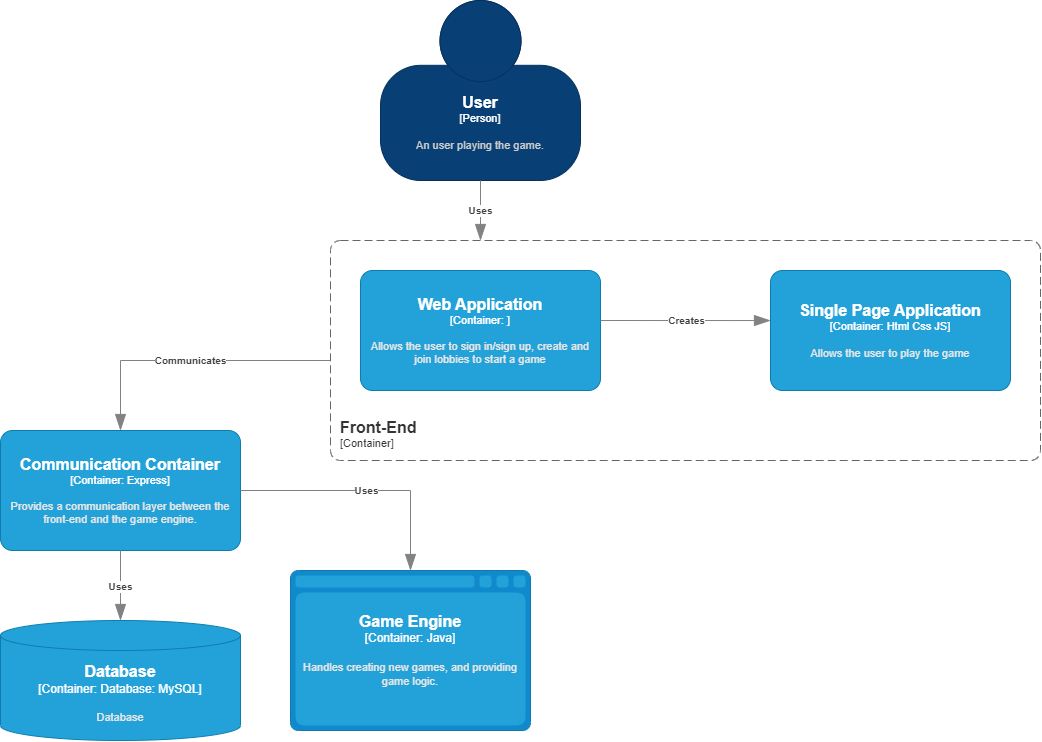 User
[Person]
An user playing the game.
Uses
Web Application
[Container: ]
Allows the user to sign in/sign up, create and
join lobbies to start a game
Creates
Single Page Application
[Container: Html Css JS]
Allows the user to play the game
Front-End
[Container]
Communicates
Communication Container
[Container: Express]
Provides a communication layer between the
front-end and the game engine.
Uses
Uses
Game Engine
[Container: Java]
Handles creating new games, and providing
game logic.
Database
[Container: Database: MySQL]
Database